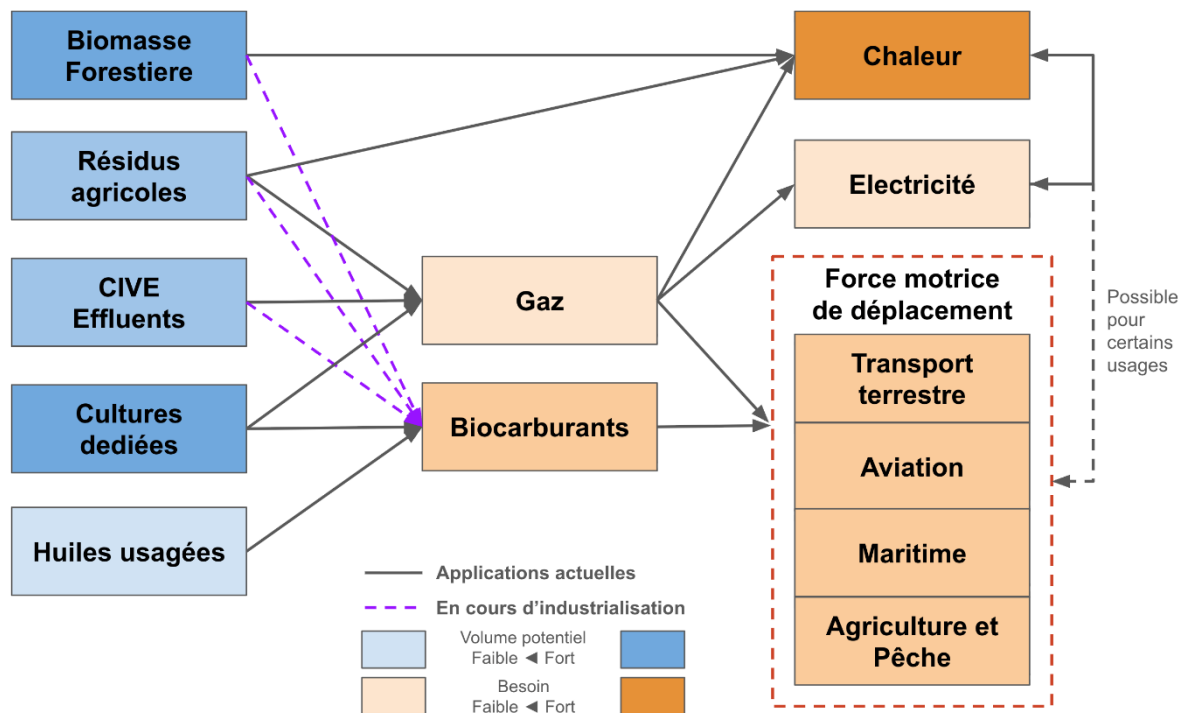 Biomasse
Forestiere
Résidus
agricoles
CIVE
Effluents
Cultures
dediées
Huiles usagées
Gaz
Biocarburants
Chaleur
Electricité
Force motrice
de déplacement
Transport
terrestre
Aviation
Maritime
Agriculture et
Pêche
Possible
pour
certains
usages
Applications actuelles
En cours d'industrialisation
Volume potentiel
Faible ◄ Fort
Besoin
Faible ◄ Fort